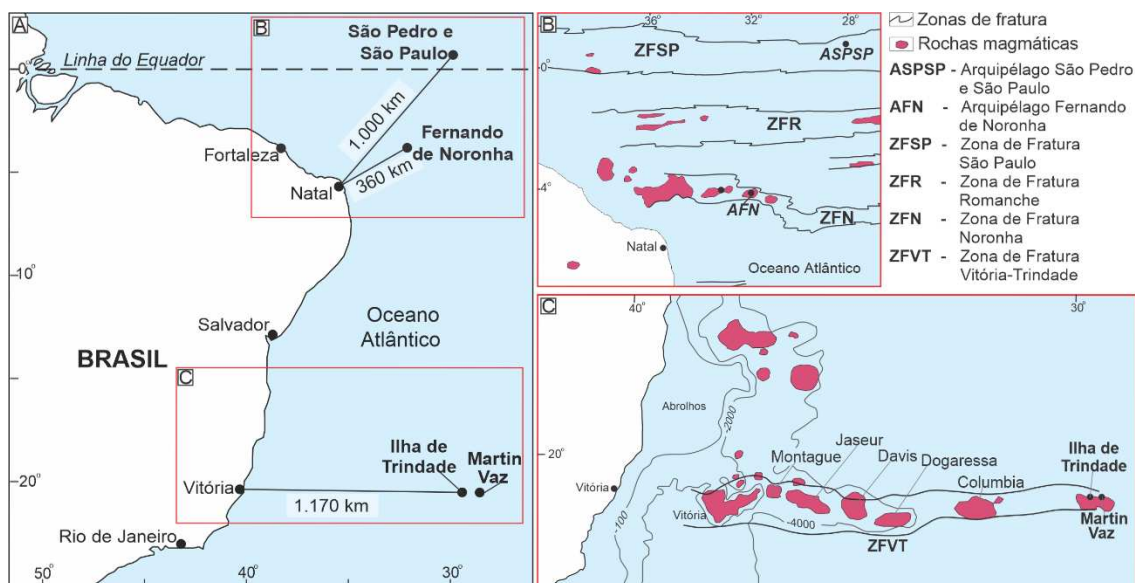 A
B
São Pedro e
São Paulo
Linha do Equador
0°
1.000 km
Fernando
de Noronha
Fortaleza
360 km
Natal
10°
Salvador
Oceano
Atlântico
BRASIL
C
Ilha de
Trindade
Martin
Vaz
20°
Vitória
1.170 km
Rio de Janeiro
50°
40°
30°
B
36°
32°
28°
ZFSP
ASPSP
0°
ZFR
4°
AFN
ZFN
Natal
Oceano Atlântico
Zonas de fratura
Rochas magmáticas
ASPSP - Arquipélago São Pedro
e São Paulo
AFN - Arquipélago Fernando
de Noronha
ZFSP - Zona de Fratura
São Paulo
ZFR - Zona de Fratura
Romanche
ZFN - Zona de Fratura
Noronha
ZFVT - Zona de Fratura
Vitória-Trindade
C
40°
30°
Abrolhos
-2000
20°
Montague
Jaseur
Davis
Dogaressa
Columbia
Ilha de
Trindade
Vitória
-100
Vitória
-4000
Martin
Vaz
ZFVT